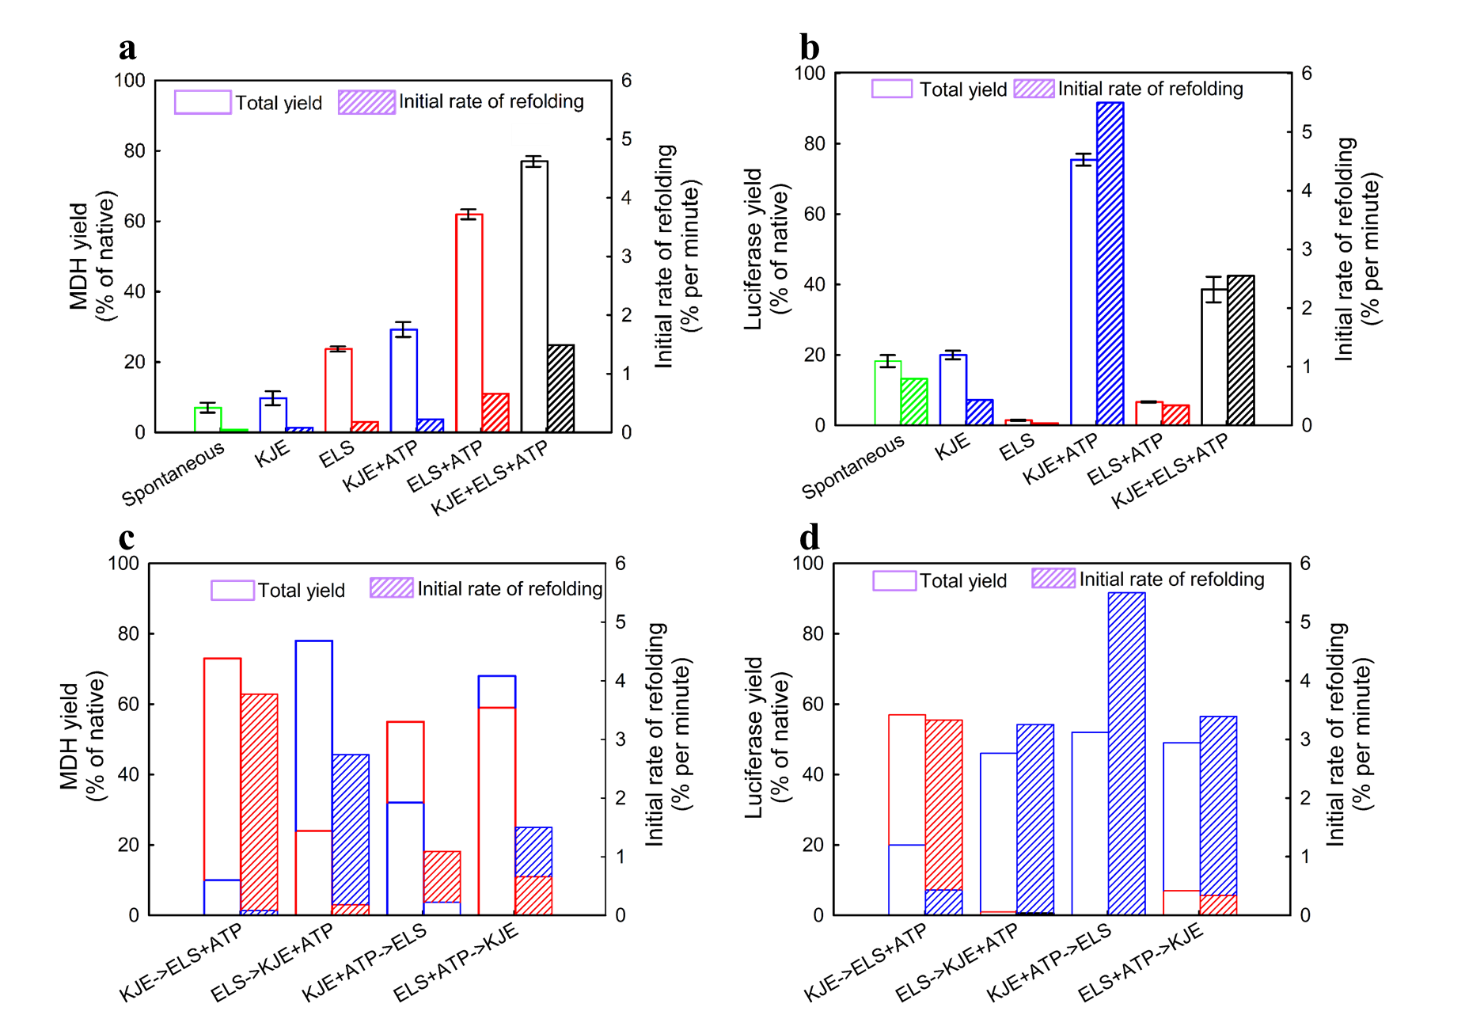 a
100
80
60
40
20
0
MDH yield
(% of native)
Total yield
Initial rate of refolding
6
5
4
3
2
1
0
Initial rate of refolding
(% per minute)
Spontaneous
KJE
ELS
KJE+ATP
ELS+ATP
KJE+ELS+ATP
b
100
80
60
40
20
0
Luciferase yield
(% of native)
Total yield
Initial rate of refolding
6
5
4
3
2
1
0
Initial rate of refolding
(% per minute)
Spontaneous
KJE
ELS
KJE+ATP
ELS+ATP
KJE+ELS+ATP
c
100
80
60
40
20
0
MDH yield
(% of native)
Total yield
Initial rate of refolding
6
5
4
3
2
1
0
Initial rate of refolding
(% per minute)
KJE->ELS+ATP
ELS->KJE+ATP
KJE+ATP->ELS
ELS+ATP->KJE
d
100
80
60
40
20
0
Luciferase yield
(% of native)
Total yield
Initial rate of refolding
6
5
4
3
2
1
0
Initial rate of refolding
(% per minute)
KJE->ELS+ATP
ELS->KJE+ATP
KJE+ATP->ELS
ELS+ATP->KJE